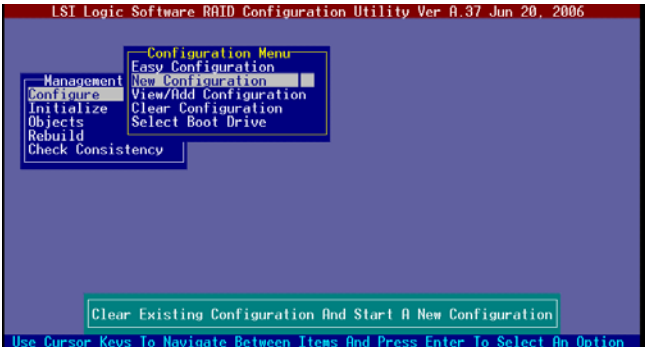 LSI Logic Software RAID Configuration Utility Ver A.37 Jun 20, 2006
Configuration Menu
Easy Configuration
New Configuration
View/Add Configuration
Clear Configuration
Select Boot Drive
Management
Configure
Initialize
Objects
Rebuild
Check Consistency
Clear Existing Configuration And Start A New Configuration
Use Cursor Keys To Navigate Between Items And Press Enter To Select An Option